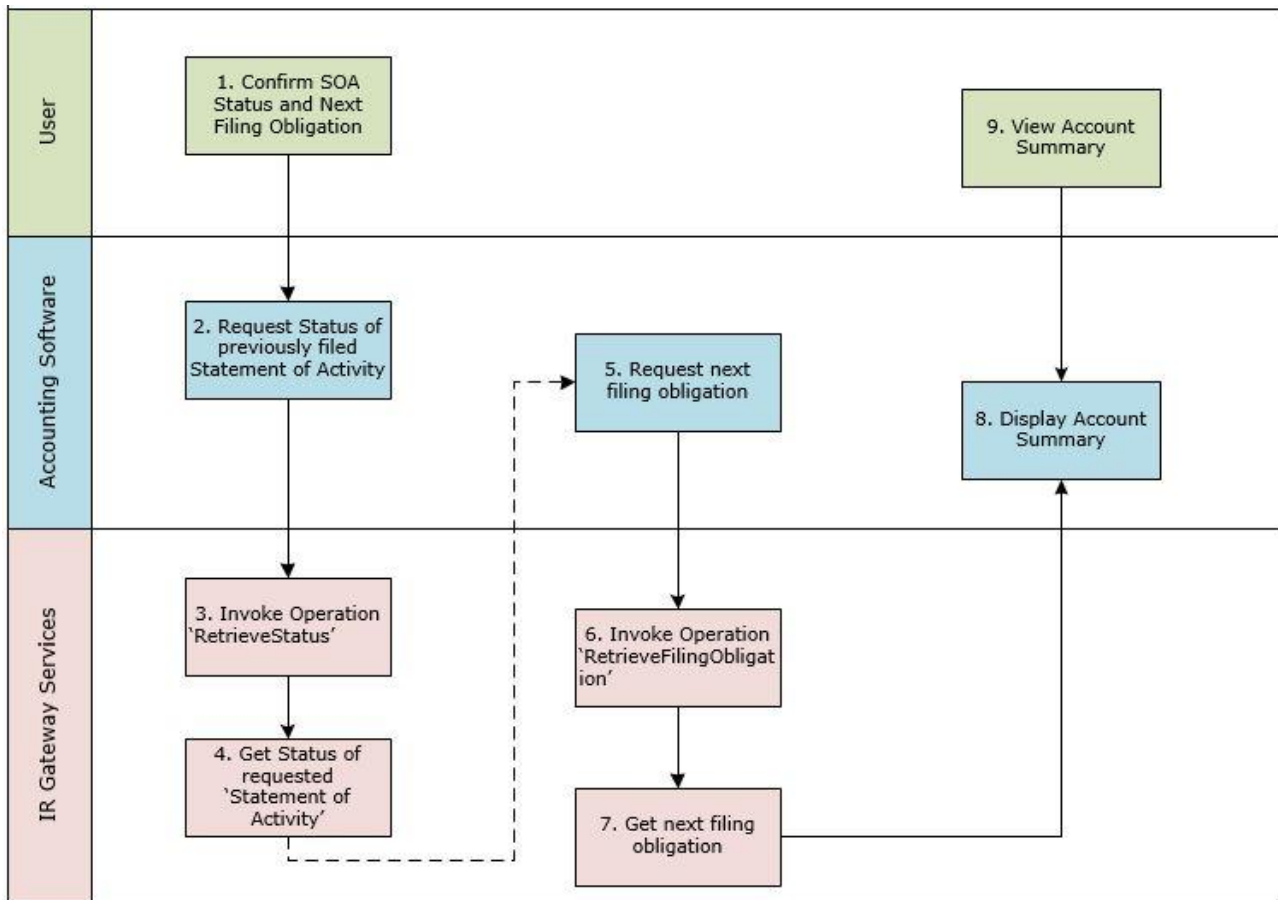 User
1. Confirm SOA
Status and Next
Filing Obligation
9. View Account
Summary
Accounting Software
2. Request Status of
previously filed
Statement of Activity
5. Request next
filing obligation
8. Display Account
Summary
IR Gateway Services
3. Invoke Operation
‘RetrieveStatus’
4. Get Status of
requested
‘Statement of
Activity’
6. Invoke Operation
‘RetrieveFilingObligat
ion’
7. Get next filing
obligation